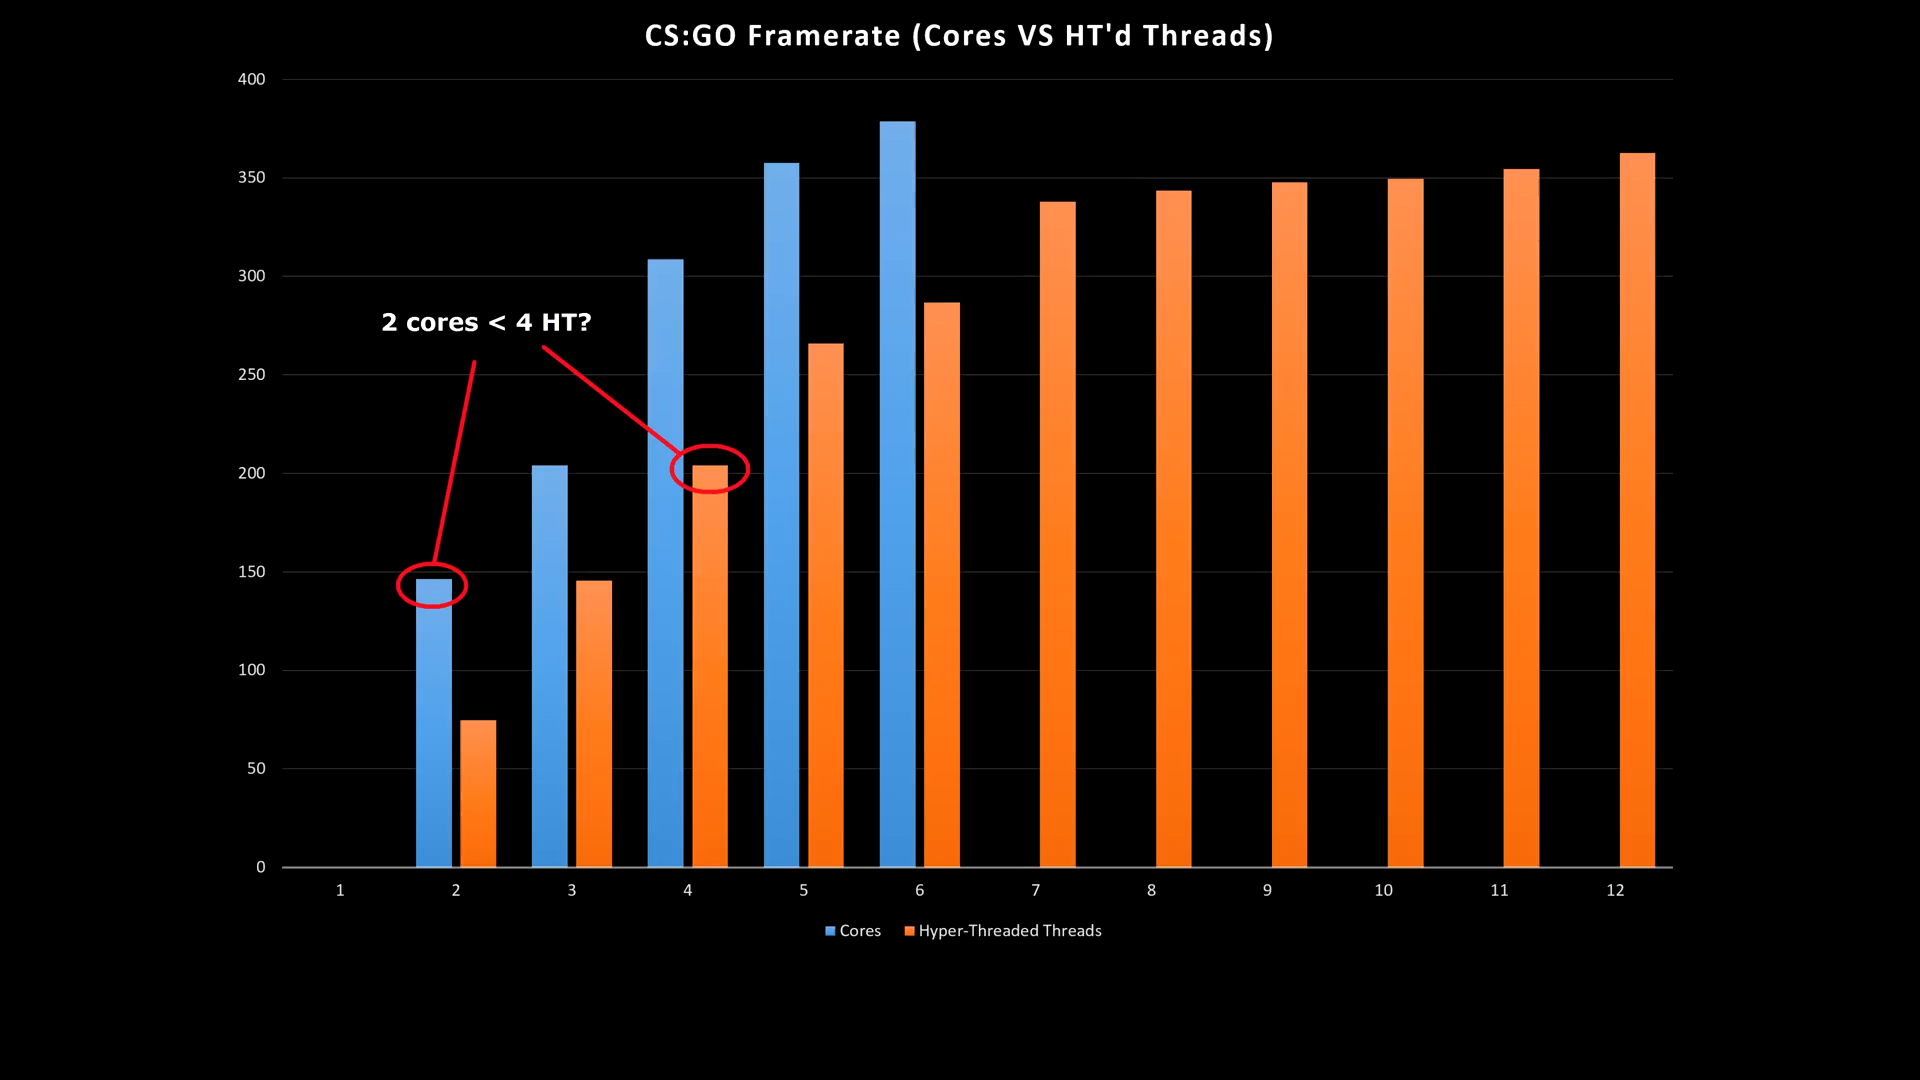 CS:GO Framerate (Cores VS HT'd Threads)
400
350
300
2 cores < 4 HT?
250
200
150
100
50
0
1 2 3 4 5 6 7 8 9 10 11 12
Cores Hyper-Threaded Threads